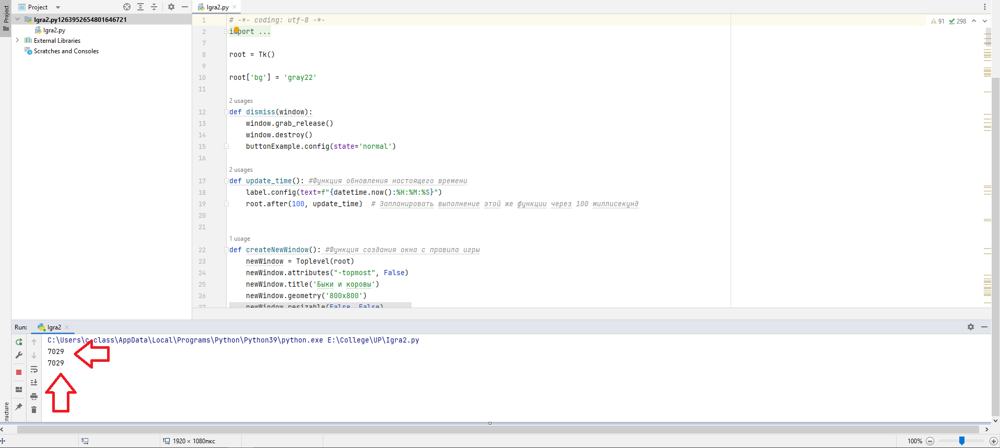 Project
Igra2.py
Project
Igra2.py1263952654801646721
Igra2.py
External Libraries
Scratches and Consoles
91 298
1 # -*- coding: utf-8 -*-
2 import ...
7
8 root = Tk()
9
10 root['bg'] = 'gray22'
11
2 usages
12 def dismiss(window):
13 window.grab_release()
14 window.destroy()
15 buttonExample.config(state='normal')
16
2 usages
17 def update_time(): #Функция обновления настоящего времени
18 label.config(text=f"{datetime.now():%H:%M:%S}")
19 root.after(100, update_time)  # Запланировать выполнение этой же функции через 100 миллисекунд
20
21
1 usage
22 def createNewWindow(): #Функция создания окна с правила игры
23 newWindow = Toplevel(root)
24 newWindow.attributes("-topmost", False)
25 newWindow.title('Быки и коровы')
26 newWindow.geometry('800x800')
27 newWindow.resizable(False, False)
Run: Igra2
C:\Users\c_class\AppData\Local\Programs\Python\Python39\python.exe E:\College\UP\Igra2.py
7029
7029
ructure
1920 × 1080пкс
100%